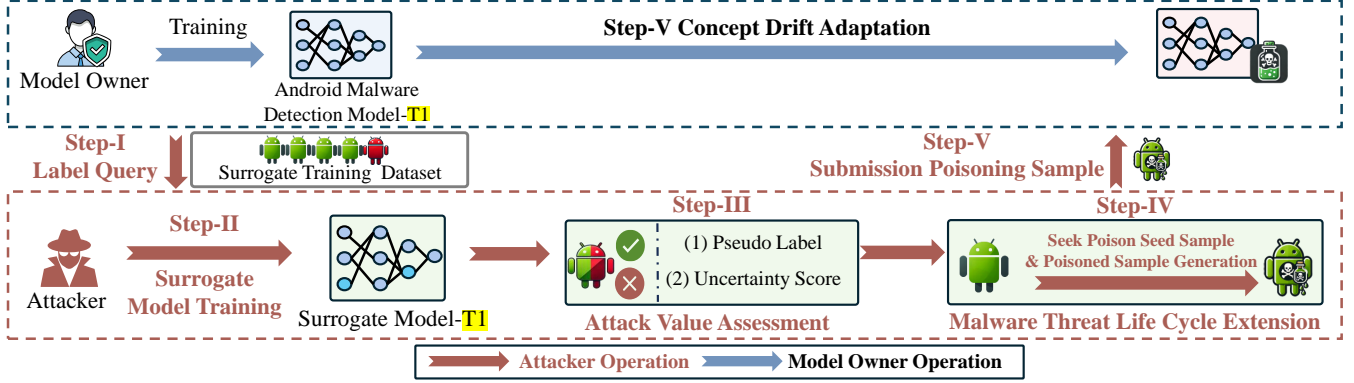 Training
Step-V Concept Drift Adaptation
Model Owner
Android Malware
Detection Model-T1
Step-I
Label Query
Surrogate Training Dataset
Step-V
Submission Poisoning Sample
Step-II
Surrogate
Model Training
Attacker
Surrogate Model-T1
Step-III
(1) Pseudo Label
(2) Uncertainty Score
Attack Value Assessment
Step-IV
Seek Poison Seed Sample
& Poisoned Sample Generation
Malware Threat Life Cycle Extension
Attacker Operation
Model Owner Operation